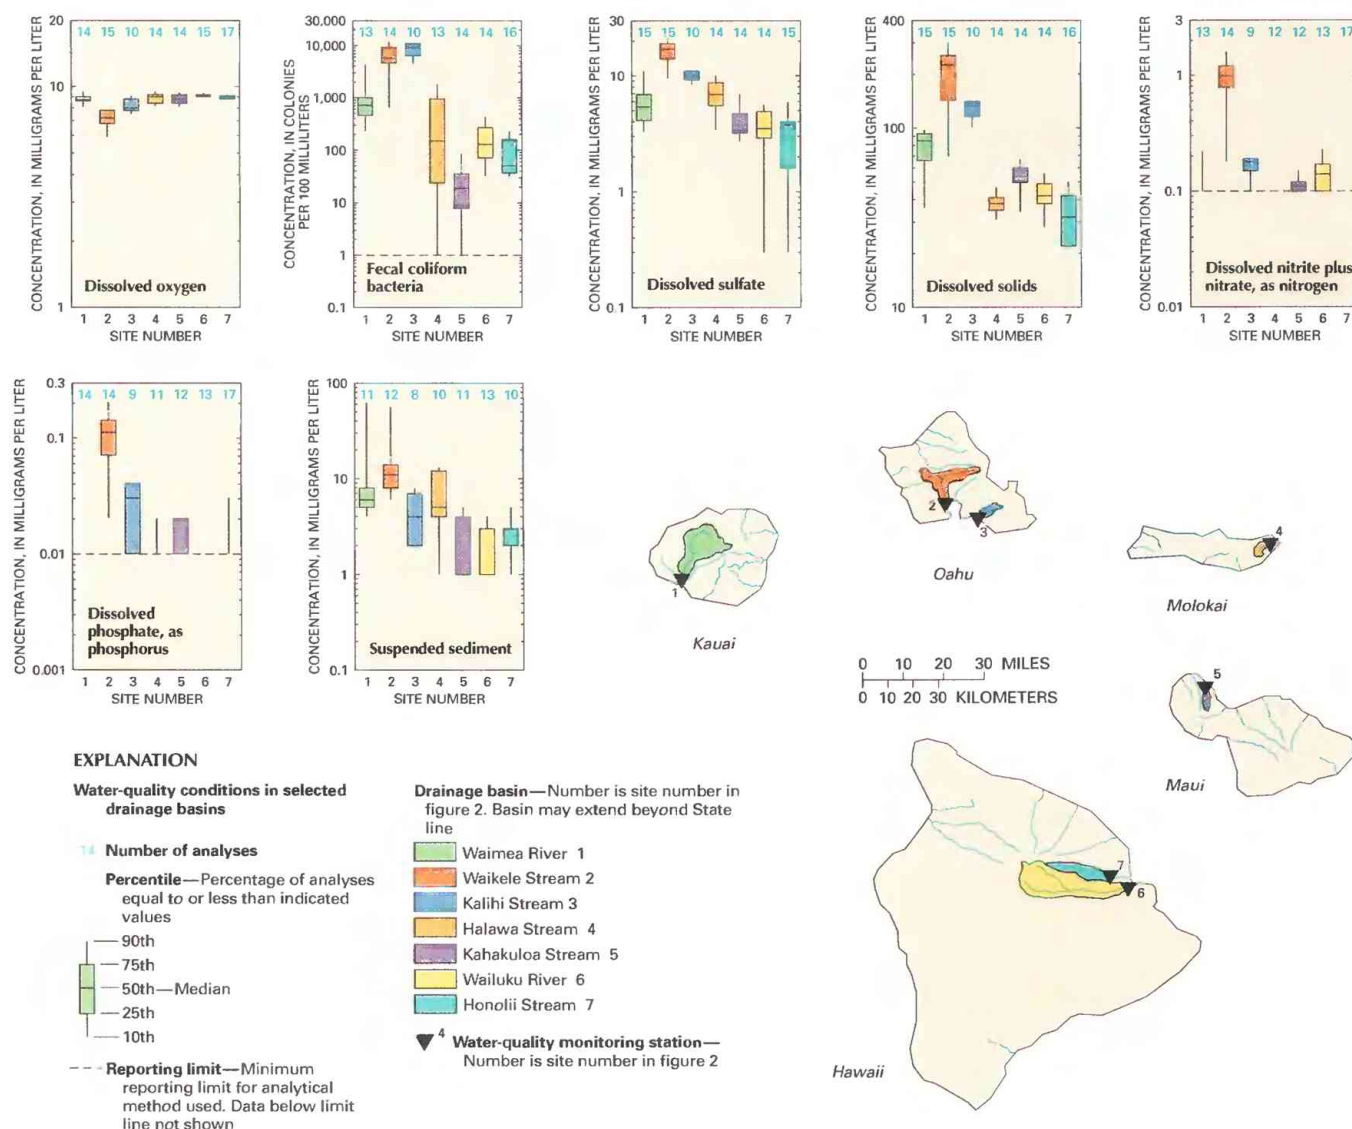 CONCENTRATION, IN MILLIGRAMS PER LITER
20
10
1
14 15 10 14 14 15 17
Dissolved oxygen
1 2 3 4 5 6 7
SITE NUMBER
CONCENTRATION, IN COLONIES
PER 100 MILLILITERS
30,000
10,000
1,000
100
10
1
0.1
13 14 10 13 14 14 16
Fecal coliform
bacteria
1 2 3 4 5 6 7
SITE NUMBER
CONCENTRATION, IN MILLIGRAMS PER LITER
30
10
1
0.1
15 15 10 14 14 14 15
Dissolved sulfate
1 2 3 4 5 6 7
SITE NUMBER
CONCENTRATION, IN MILLIGRAMS PER LITER
400
100
10
12 15 10 14 14 14 16
Dissolved solids
1 2 3 4 5 6 7
SITE NUMBER
CONCENTRATION, IN MILLIGRAMS PER LITER
3
1
0.1
0.01
13 14 9 12 12 13 17
Dissolved nitrite plus
nitrate, as nitrogen
1 2 3 4 5 6 7
SITE NUMBER
CONCENTRATION, IN MILLIGRAMS PER LITER
0.3
0.1
0.01
0.001
14 14 9 11 12 13 17
Dissolved
phosphate, as
phosphorus
1 2 3 4 5 6 7
SITE NUMBER
CONCENTRATION, IN MILLIGRAMS PER LITER
100
10
1
0.1
11 12 8 10 11 13 10
Suspended sediment
1 2 3 4 5 6 7
SITE NUMBER
1
Kauai
2
3
Oahu
4
Molokai
0 10 20 30 MILES
0 10 20 30 KILOMETERS
5
Maui
7
6
Hawaii
EXPLANATION
Water-quality conditions in selected
drainage basins
14 Number of analyses
Percentile—Percentage of analyses
equal to or less than indicated
values
90th
75th
50th—Median
25th
10th
Reporting limit—Minimum
reporting limit for analytical
method used. Data below limit
line not shown
Drainage basin—Number is site number in
figure 2. Basin may extend beyond State
line
Waimea River 1
Waikele Stream 2
Kalihi Stream 3
Halawa Stream 4
Kahakuloa Stream 5
Wailuku River 6
Honolii Stream 7
4 Water-quality monitoring station—
Number is site number in figure 2